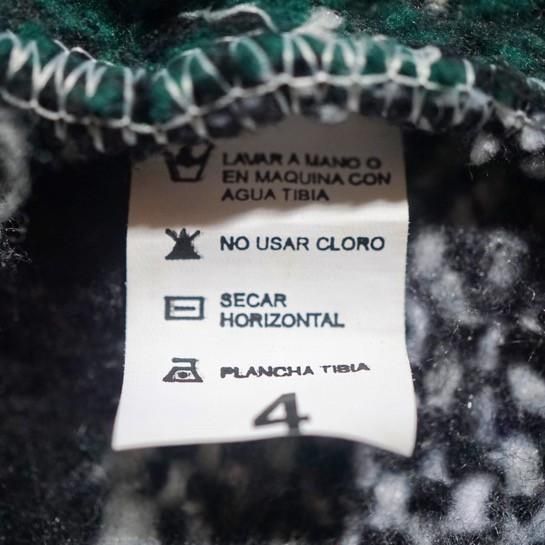 LAVAR A MANO O
EN MAQUINA CON
AGUA TIBIA
NO USAR CLORO
SECAR
HORIZONTAL
PLANCHA TIBIA
4